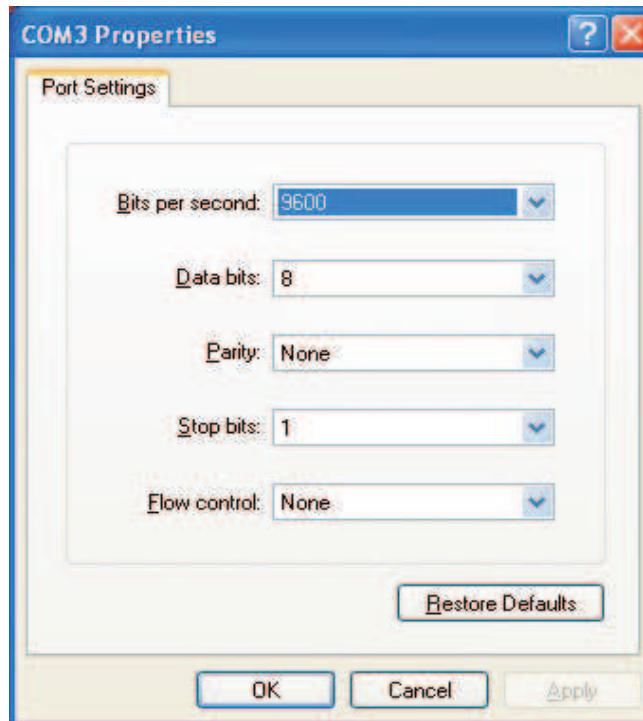 COM3 Properties
Port Settings
Bits per second: 9600
Data bits: 8
Parity: None
Stop bits: 1
Flow control: None
Restore Defaults
OK Cancel Apply